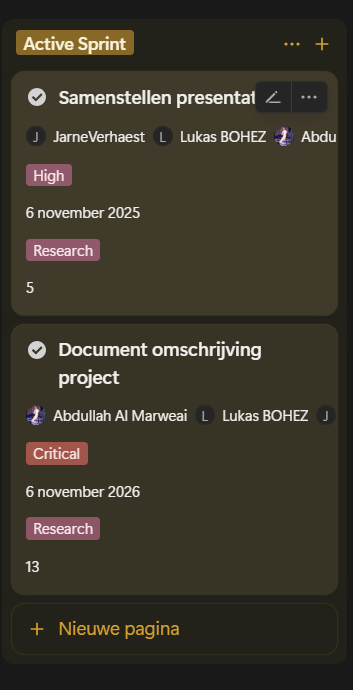 Active Sprint
Samenstellen
J JarneVerhaest L Lukas BOHEZ Abdu
High
6 november 2025
Research
5
Document omschrijving
project
Abdullah Al Marweai L Lukas BOHEZ J
Critical
6 november 2026
Research
13
Nieuwe pagina